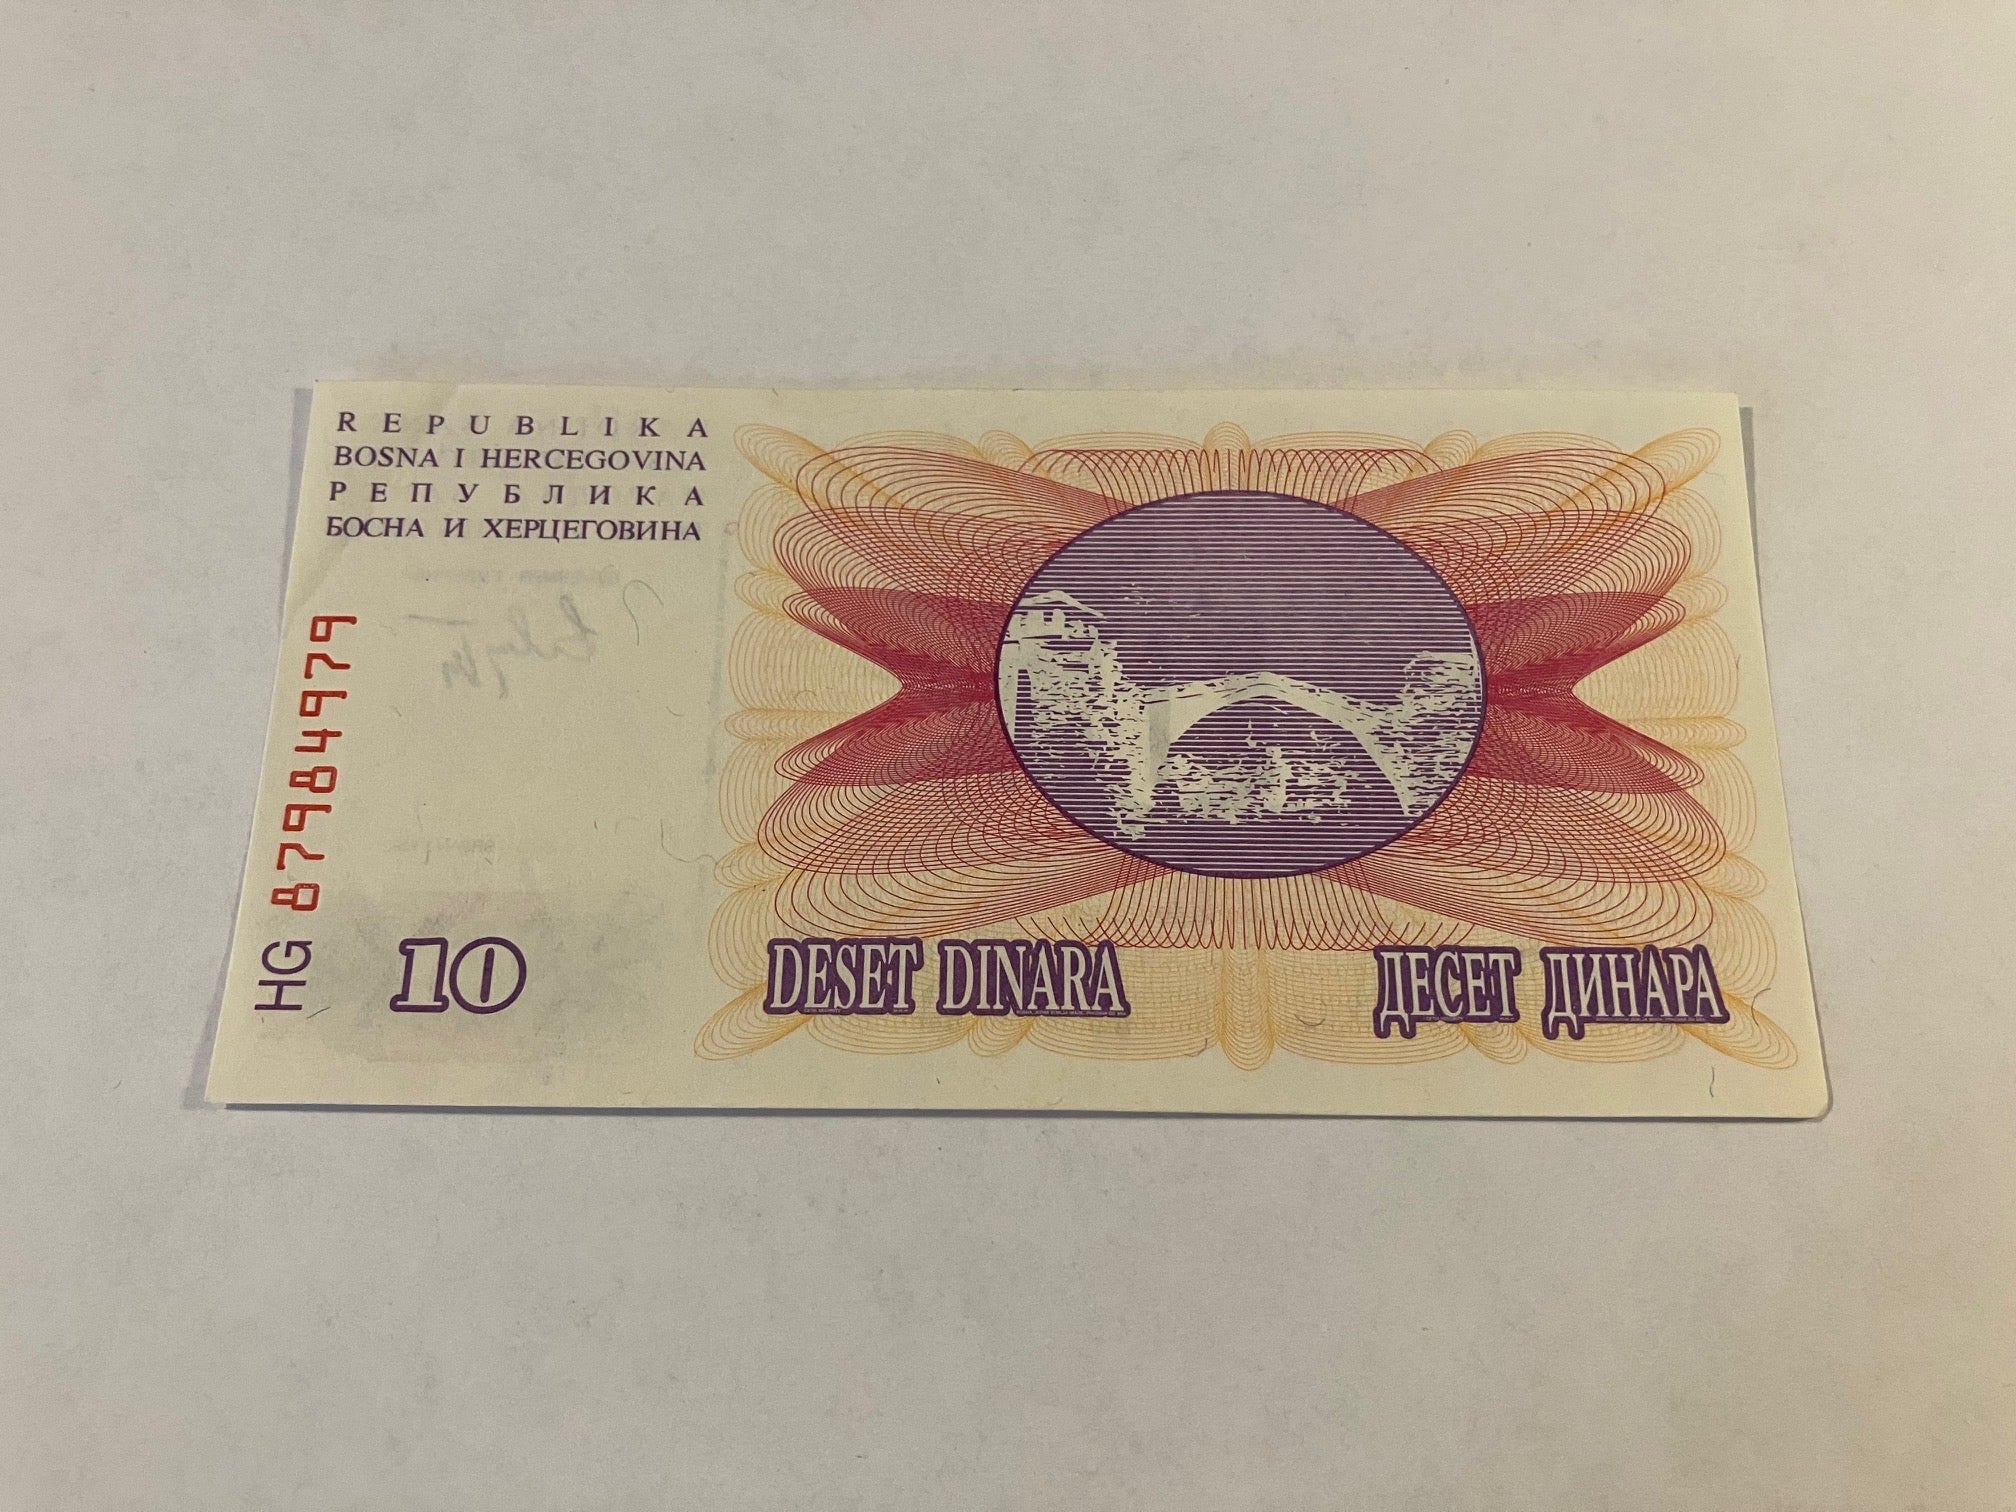 REPUBLIKA
BOSNA I HERCEGOVINA
РЕПУБЛИКА
БОСНА И ХЕРЦЕГОВИНА
HG 87984979
10
DESET DINARA
ДЕСЕТ ДИНАРА